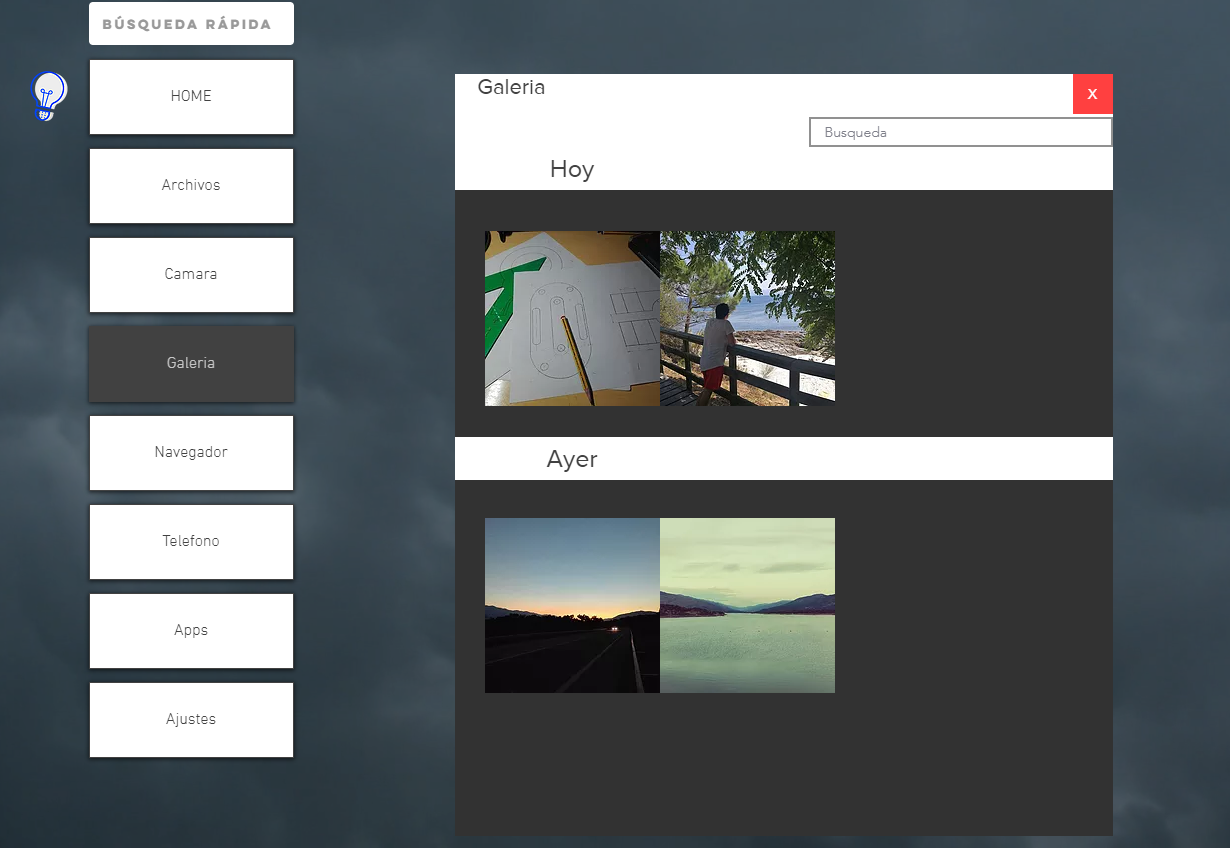 BÚSQUEDA RÁPIDA
HOME
Archivos
Camara
Galeria
Navegador
Telefono
Apps
Ajustes
Galeria
X
Busqueda
Hoy
Ayer